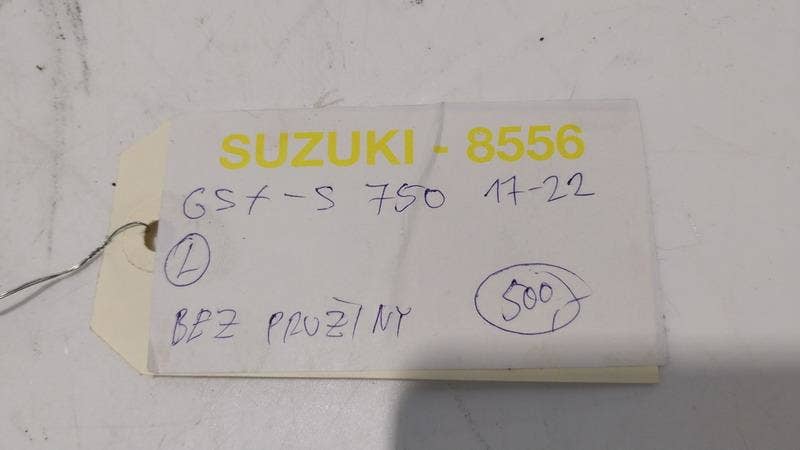 SUZUKI - 8556
GSX-S 750 17-22
L
BEZ PRUŽINY
500,-